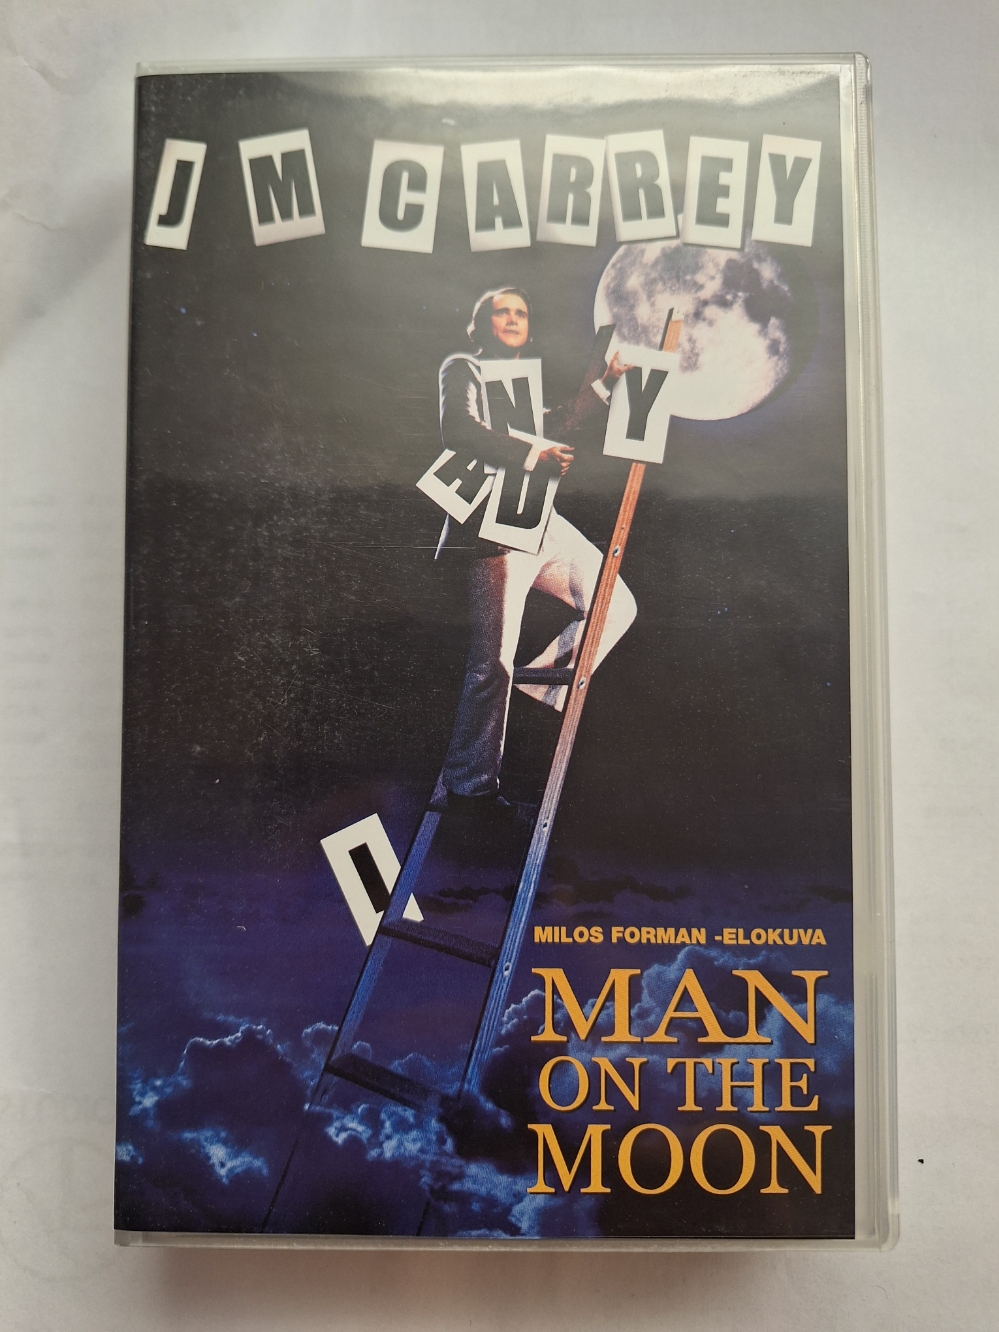 J M CARREY
N
Y
E
U
I
MILOS FORMAN -ELOKUVA
MAN
ON THE
MOON